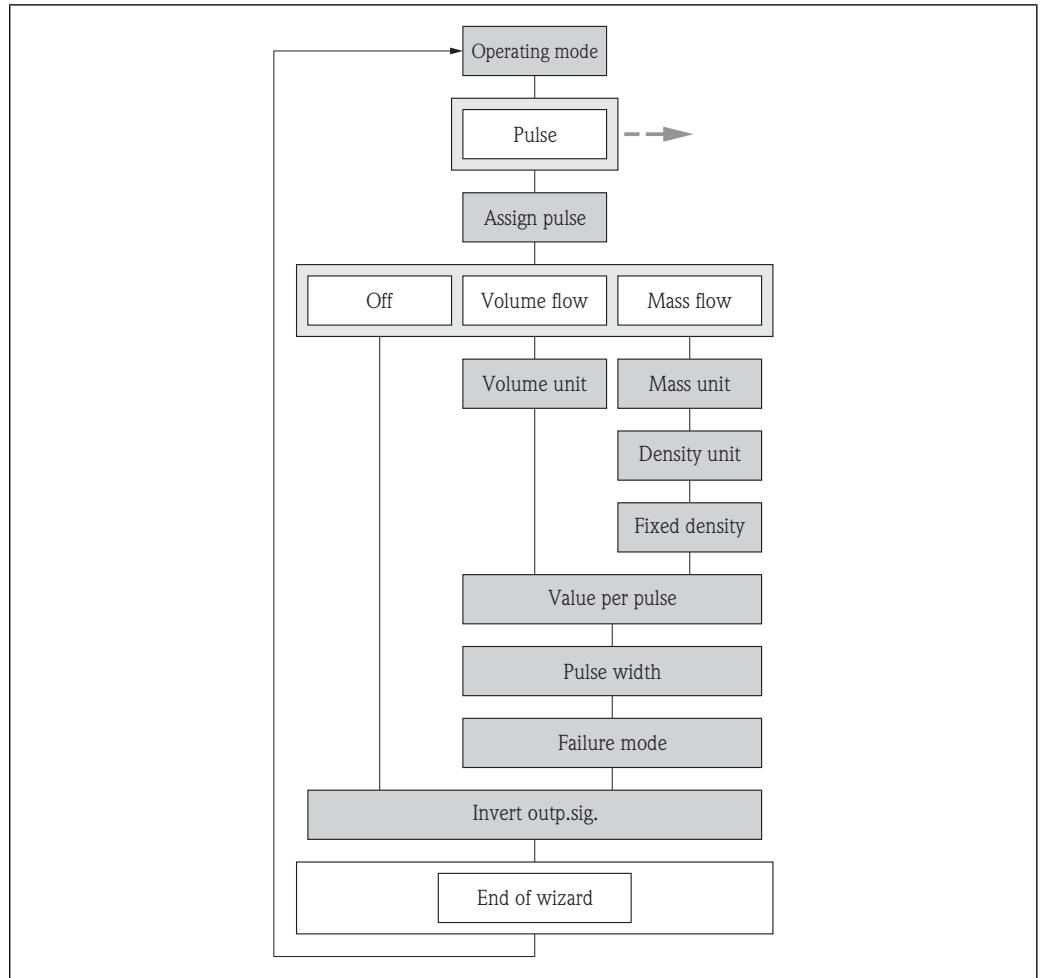 Operating mode
Pulse
Assign pulse
Off
Volume flow
Mass flow
Volume unit
Mass unit
Density unit
Fixed density
Value per pulse
Pulse width
Failure mode
Invert outp.sig.
End of wizard